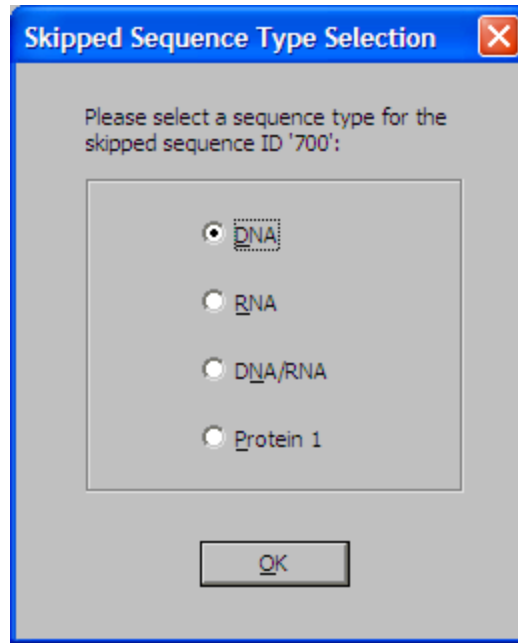 Skipped Sequence Type Selection
Please select a sequence type for the
skipped sequence ID '700':
DNA
RNA
DNA/RNA
Protein 1
OK